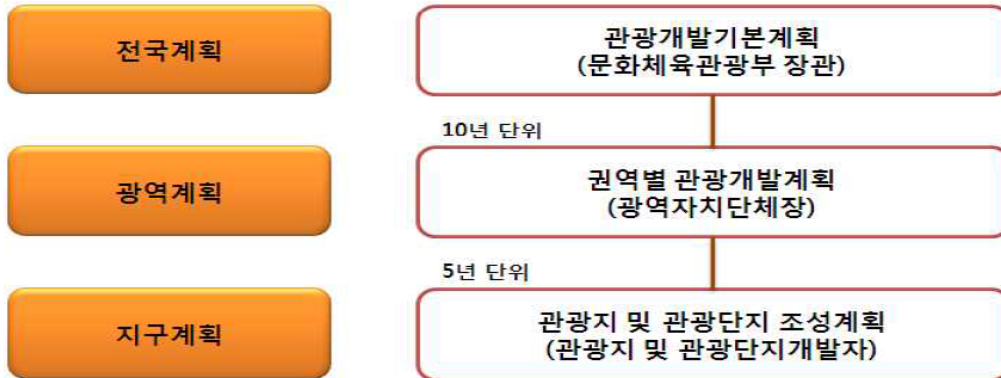 전국계획
관광개발기본계획
(문화체육관광부 장관)
10년 단위
광역계획
권역별 관광개발계획
(광역자치단체장)
5년 단위
지구계획
관광지 및 관광단지 조성계획
(관광지 및 관광단지개발자)